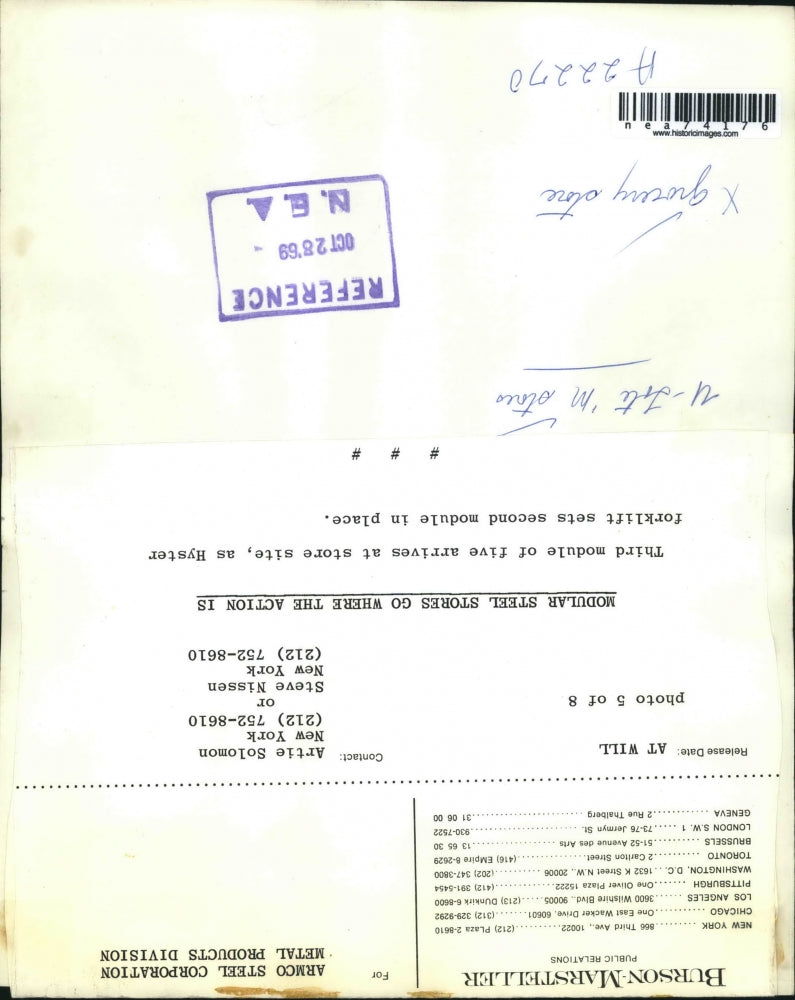 BURSON-MARSTELLER
PUBLIC RELATIONS
NEW YORK ..........866 Third Ave., 10022..........(212) PLaza 2-8610
CHICAGO ..........One East Wacker Drive, 60601.......(312) 329-9292
LOS ANGELES ......3600 Wilshire Blvd., 90005......(213) DUnkirk 6-8600
PITTSBURGH .......One Oliver Plaza 15222............(412) 391-5454
WASHINGTON, D.C...1632 K Street N.W., 20006 ..........(202) 347-3800
TORONTO ..........2 Carlton Street...............(416) EMpire 8-2629
BRUSSELS ..........51-52 Avenue des Arts....................13 65 30
LONDON S.W. 1 .....73-76 Jermyn St. ......................930-7522
GENEVA ..........2 Rue Thalberg ......................31 06 00
For
ARMCO STEEL CORPORATION
METAL PRODUCTS DIVISION
Release Date: AT WILL
Contact: Artie Solomon
New York
(212) 752-8610
or
Steve Nissen
New York
(212) 752-8610
photo 5 of 8
MODULAR STEEL STORES GO WHERE THE ACTION IS
Third module of five arrives at store site, as Hyster
forklift sets second module in place.
# # #
Stores
REFERENCE
OCT 28 '69
N.E.A.
X grocery store
nea74176
www.historicimages.com
A22270